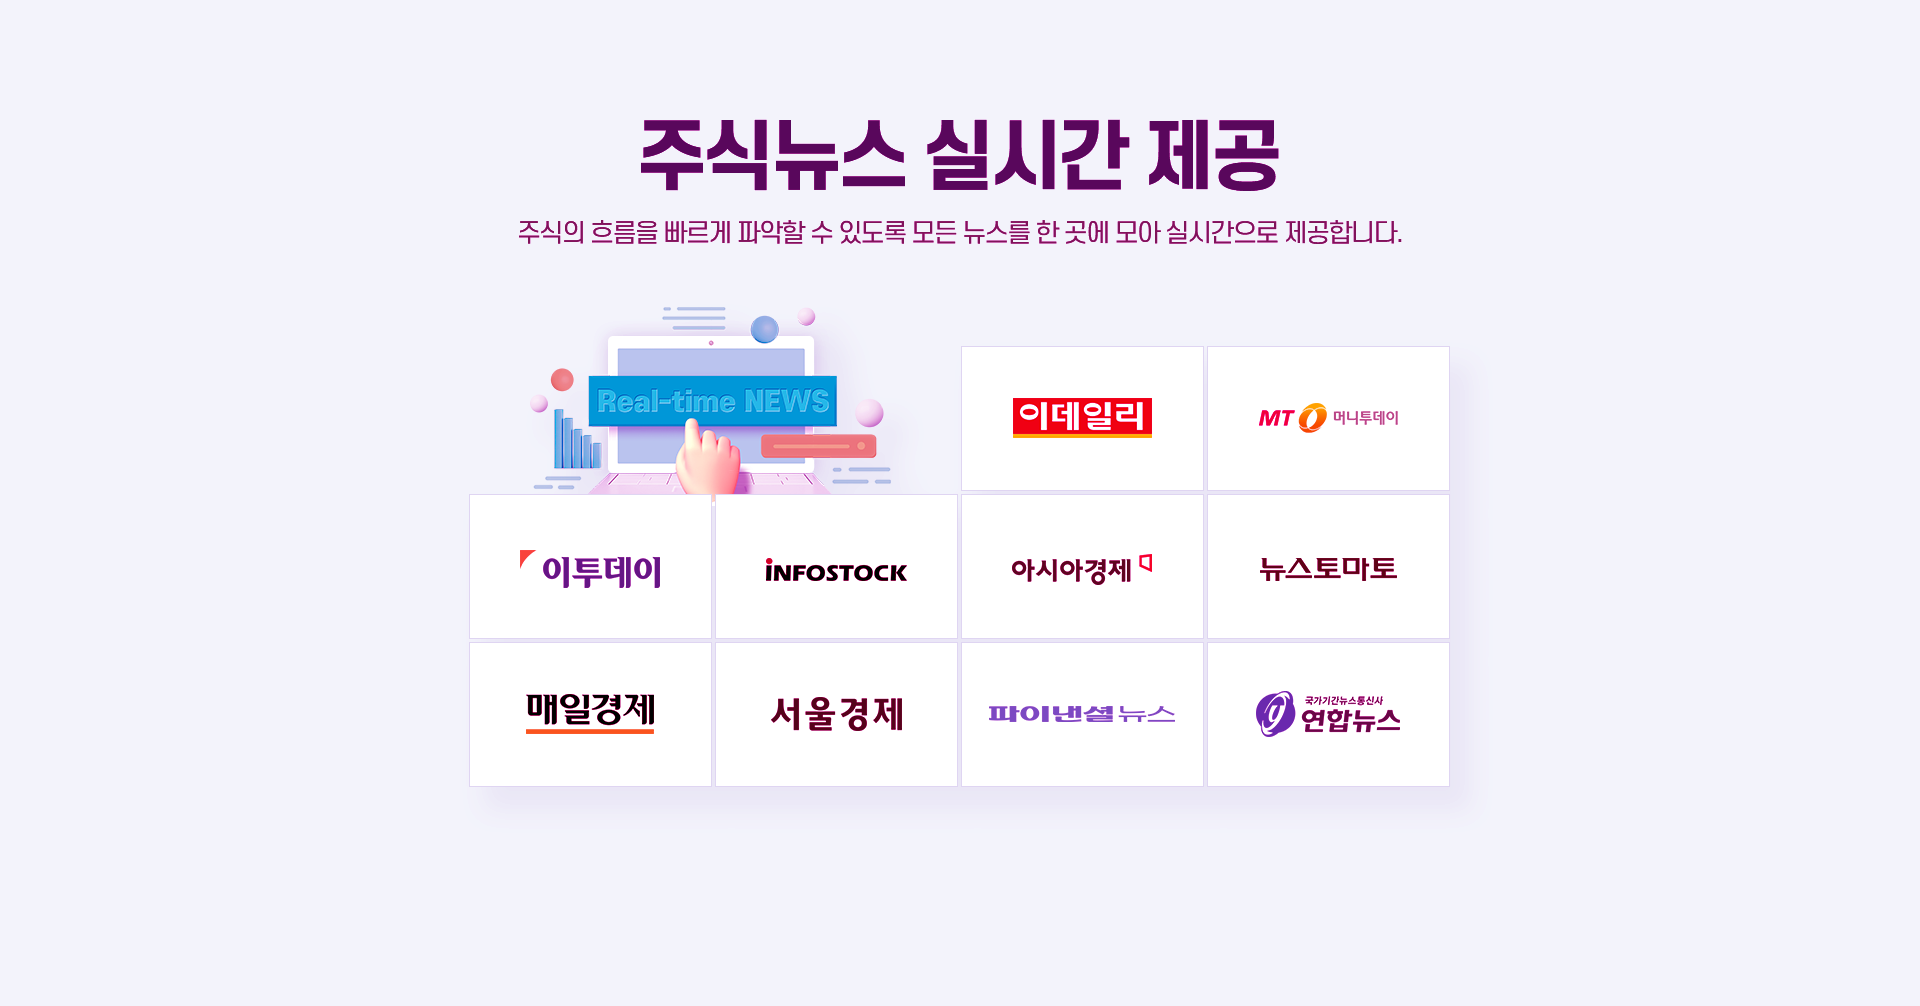 주식뉴스 실시간 제공
주식의 흐름을 빠르게 파악할 수 있도록 모든 뉴스를 한 곳에 모아 실시간으로 제공합니다.
Real-time NEWS
이데일리
MT 머니투데이
이투데이
iNFOSTOCK
아시아경제
뉴스토마토
매일경제
서울경제
파이낸셜뉴스
국가기간뉴스통신사
연합뉴스